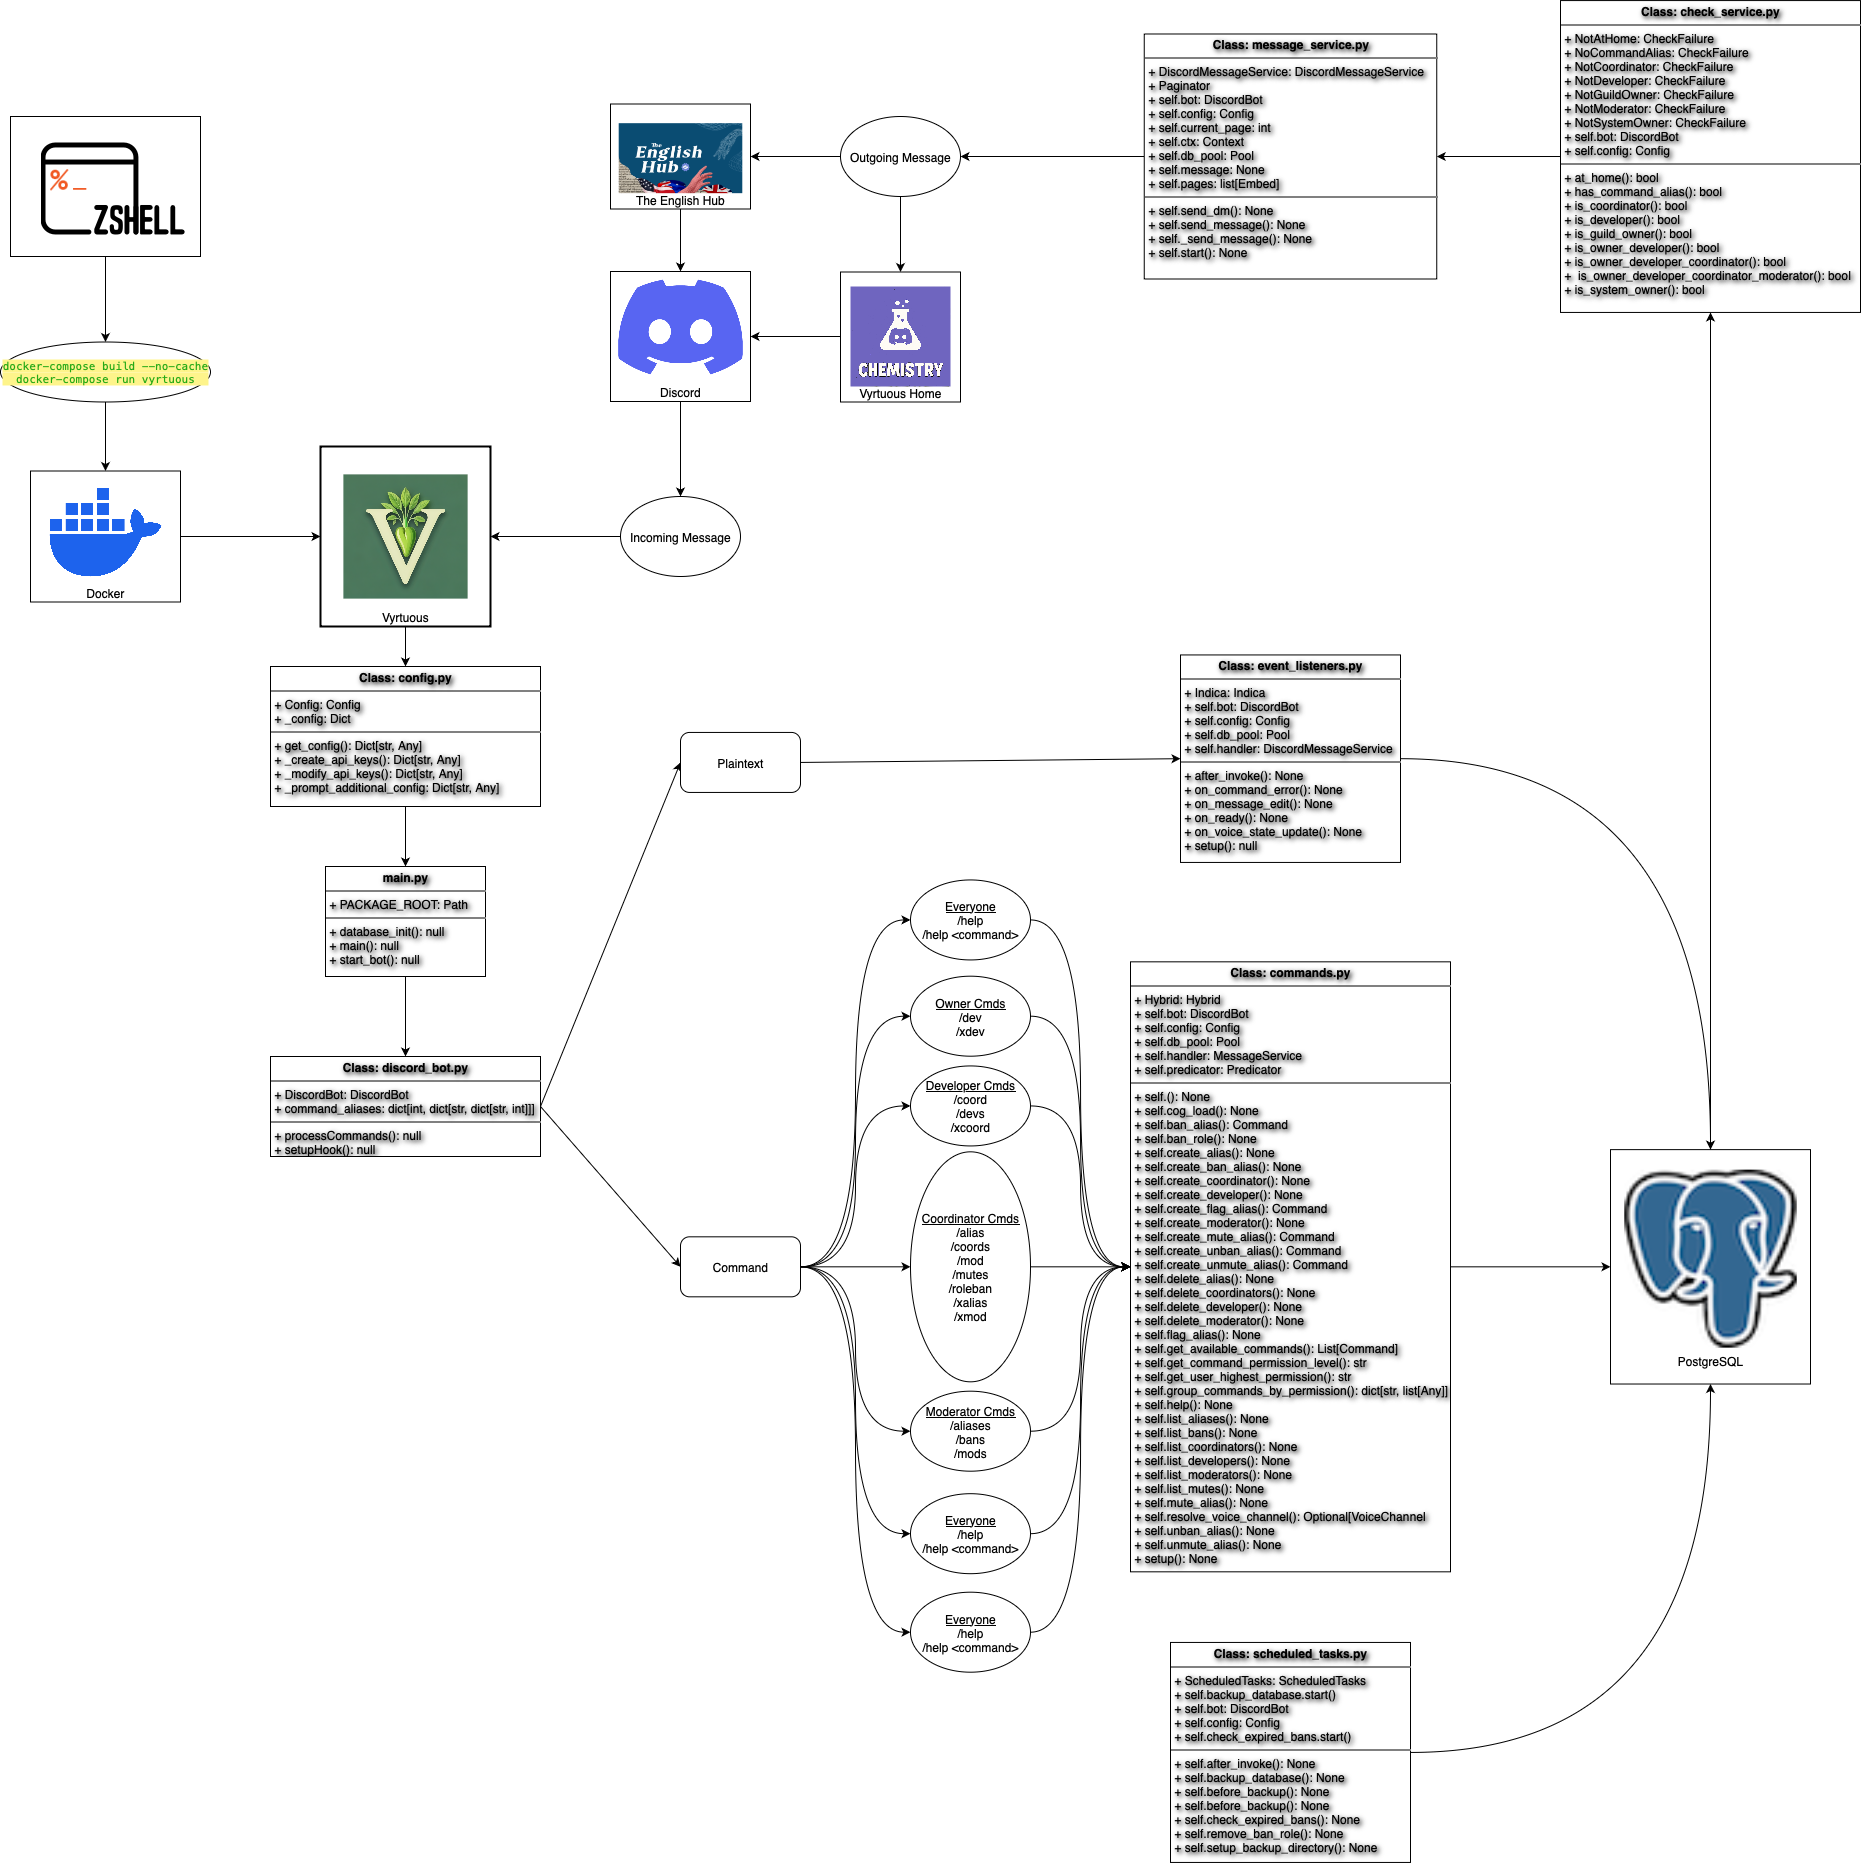 Class: check_service.py
+ NotAtHome: CheckFailure
+ NoCommandAlias: CheckFailure
+ NotCoordinator: CheckFailure
+ NotDeveloper: CheckFailure
+ NotGuildOwner: CheckFailure
+ NotModerator: CheckFailure
+ NotSystemOwner: CheckFailure
+ self.bot: DiscordBot
+ self.config: Config
+ at_home(): bool
+ has_command_alias(): bool
+ is_coordinator(): bool
+ is_developer(): bool
+ is_guild_owner(): bool
+ is_owner_developer(): bool
+ is_owner_developer_coordinator(): bool
+ is_owner_developer_coordinator_moderator(): bool
+ is_system_owner(): bool
Class: message_service.py
+ DiscordMessageService: DiscordMessageService
+ Paginator
+ self.bot: DiscordBot
+ self.config: Config
+ self.current_page: int
+ self.ctx: Context
+ self.db_pool: Pool
+ self.message: None
+ self.pages: list[Embed]
+ self.send_dm(): None
+ self.send_message(): None
+ self._send_message(): None
+ self.start(): None
Outgoing Message
The
English
Hub
The English Hub
%_
ZSHELL
Discord
CHEMISTRY
Vyrtuous Home
docker-compose build --no-cache
docker-compose run vyrtuous
Docker
V
Vyrtuous
Incoming Message
Class: config.py
+ Config: Config
+ _config: Dict
+ get_config(): Dict[str, Any]
+ _create_api_keys(): Dict[str, Any]
+ _modify_api_keys(): Dict[str, Any]
+ _prompt_additional_config: Dict[str, Any]
main.py
+ PACKAGE_ROOT: Path
+ database_init(): null
+ main(): null
+ start_bot(): null
Class: discord_bot.py
+ DiscordBot: DiscordBot
+ command_aliases: dict[int, dict[str, dict[str, int]]]
+ processCommands(): null
+ setupHook(): null
Plaintext
Class: event_listeners.py
+ Indica: Indica
+ self.bot: DiscordBot
+ self.config: Config
+ self.db_pool: Pool
+ self.handler: DiscordMessageService
+ after_invoke(): None
+ on_command_error(): None
+ on_message_edit(): None
+ on_ready(): None
+ on_voice_state_update(): None
+ setup(): null
Command
Everyone
/help
/help <command>
Owner Cmds
/dev
/xdev
Developer Cmds
/coord
/devs
/xcoord
Coordinator Cmds
/alias
/coords
/mod
/mutes
/roleban
/xalias
/xmod
Moderator Cmds
/aliases
/bans
/mods
Everyone
/help
/help <command>
Everyone
/help
/help <command>
Class: commands.py
+ Hybrid: Hybrid
+ self.bot: DiscordBot
+ self.config: Config
+ self.db_pool: Pool
+ self.handler: MessageService
+ self.predicator: Predicator
+ self.(): None
+ self.cog_load(): None
+ self.ban_alias(): Command
+ self.ban_role(): None
+ self.create_alias(): None
+ self.create_ban_alias(): None
+ self.create_coordinator(): None
+ self.create_developer(): None
+ self.create_flag_alias(): Command
+ self.create_moderator(): None
+ self.create_mute_alias(): Command
+ self.create_unban_alias(): Command
+ self.create_unmute_alias(): Command
+ self.delete_alias(): None
+ self.delete_coordinators(): None
+ self.delete_developer(): None
+ self.delete_moderator(): None
+ self.flag_alias(): None
+ self.get_available_commands(): List[Command]
+ self.get_command_permission_level(): str
+ self.get_user_highest_permission(): str
+ self.group_commands_by_permission(): dict[str, list[Any]]
+ self.help(): None
+ self.list_aliases(): None
+ self.list_bans(): None
+ self.list_coordinators(): None
+ self.list_developers(): None
+ self.list_moderators(): None
+ self.list_mutes(): None
+ self.mute_alias(): None
+ self.resolve_voice_channel(): Optional[VoiceChannel
+ self.unban_alias(): None
+ self.unmute_alias(): None
+ setup(): None
PostgreSQL
Class: scheduled_tasks.py
+ ScheduledTasks: ScheduledTasks
+ self.backup_database.start()
+ self.bot: DiscordBot
+ self.config: Config
+ self.check_expired_bans.start()
+ self.after_invoke(): None
+ self.backup_database(): None
+ self.before_backup(): None
+ self.before_backup(): None
+ self.check_expired_bans(): None
+ self.remove_ban_role(): None
+ self.setup_backup_directory(): None